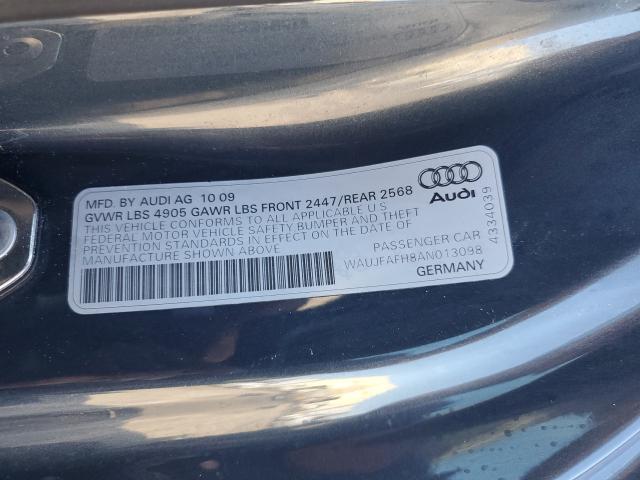 MFD. BY AUDI AG 10 09
GVWR LBS 4905 GAWR LBS FRONT 2447/REAR 2568
THIS VEHICLE CONFORMS TO ALL APPLICABLE U S
FEDERAL MOTOR VEHICLE SAFETY BUMPER AND THEFT
PREVENTION STANDARDS IN EFFECT ON THE DATE OF
MANUFACTURE SHOWN ABOVE
PASSENGER CAR
WAUJFAFH8AN013098
GERMANY
Audi
4334039